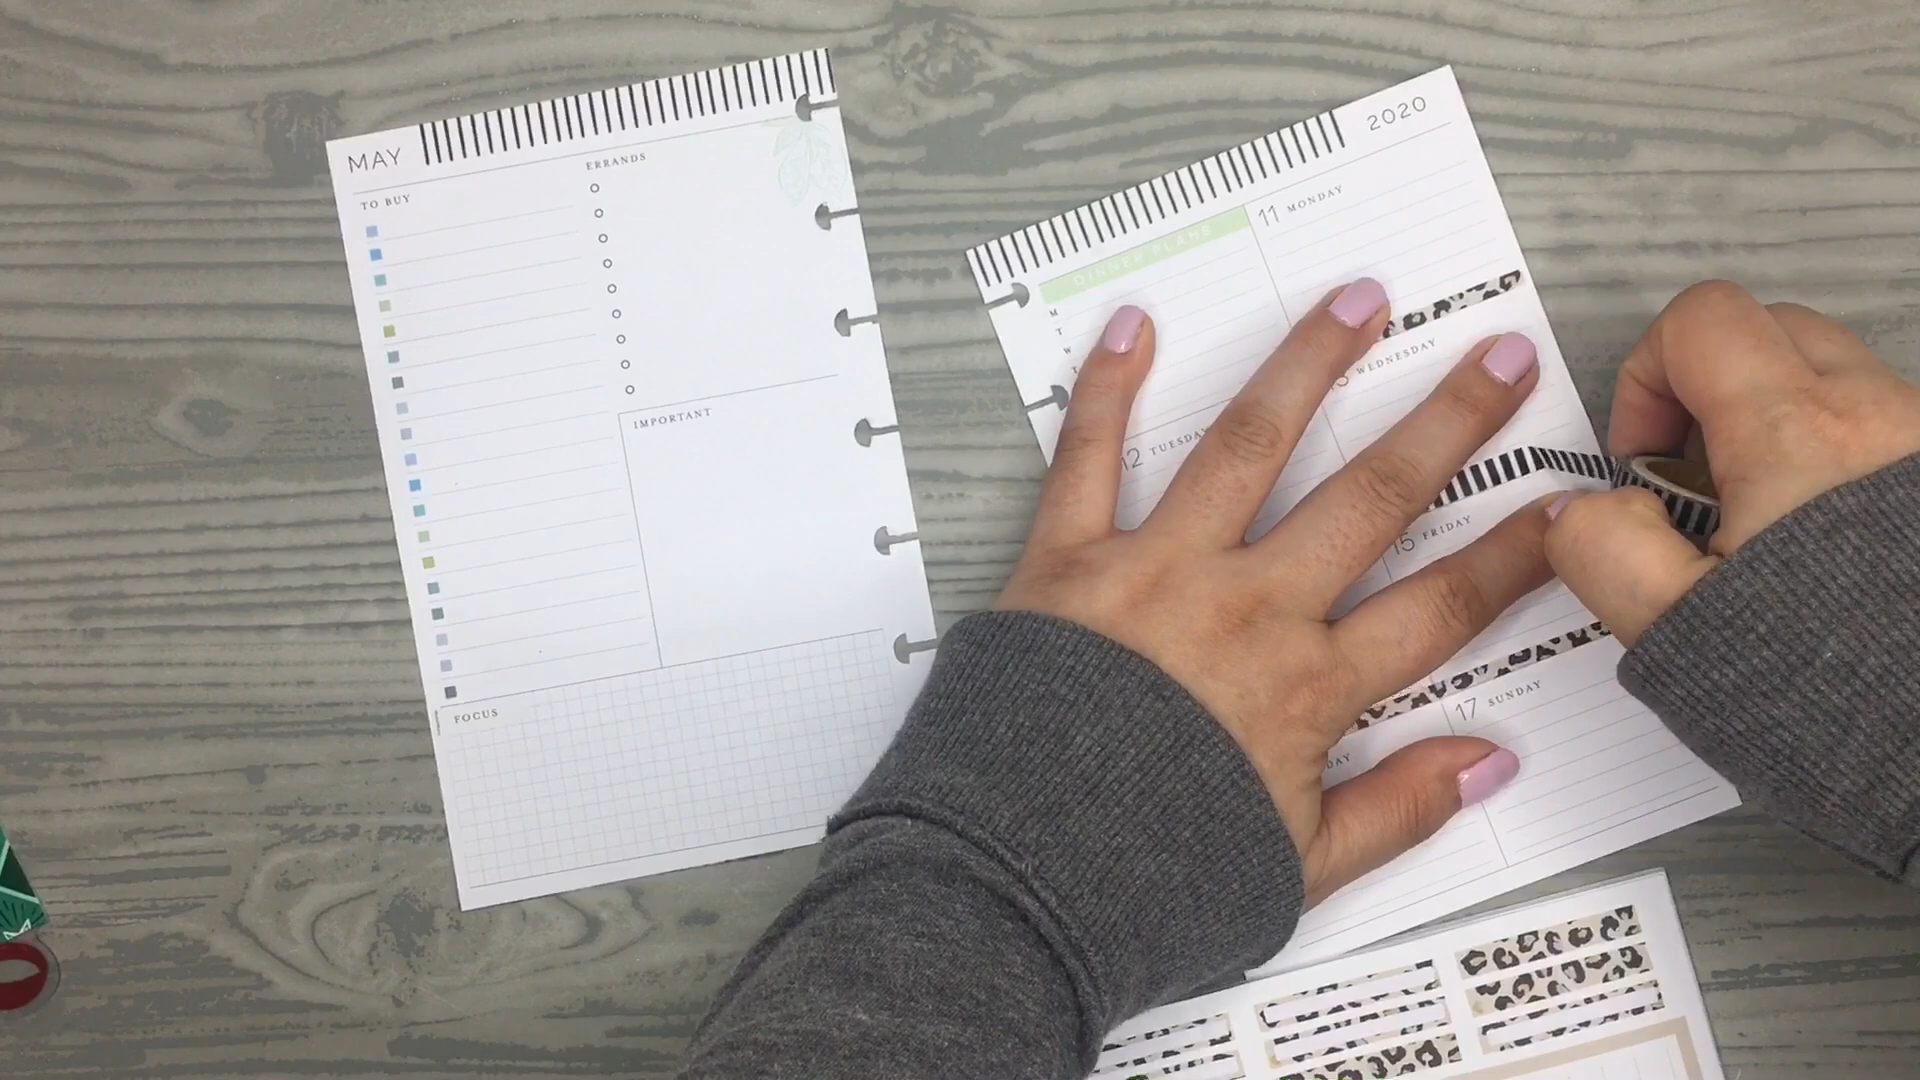 MAY
TO BUY
ERRANDS
IMPORTANT
FOCUS
2020
DINNER PLANS
M
T
W
T
11 MONDAY
12 TUESDAY
WEDNESDAY
15 FRIDAY
17 SUNDAY